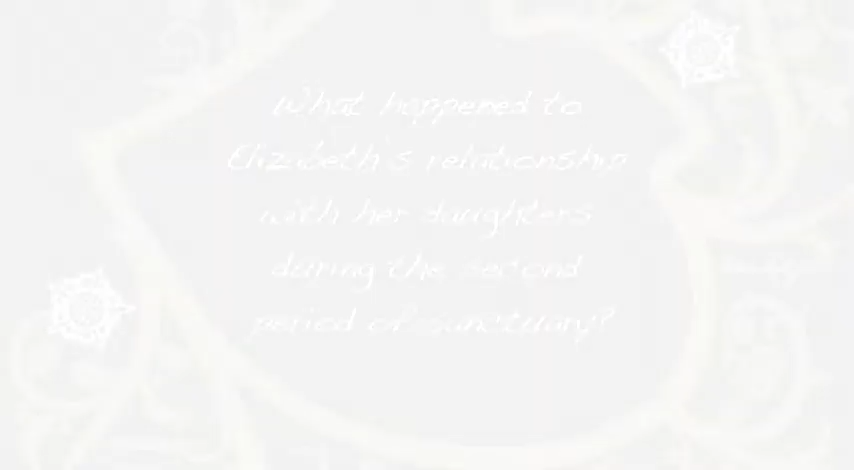 What happened to
Elizabeth's relationship
with her daughters
during the second
period of sanctuary?